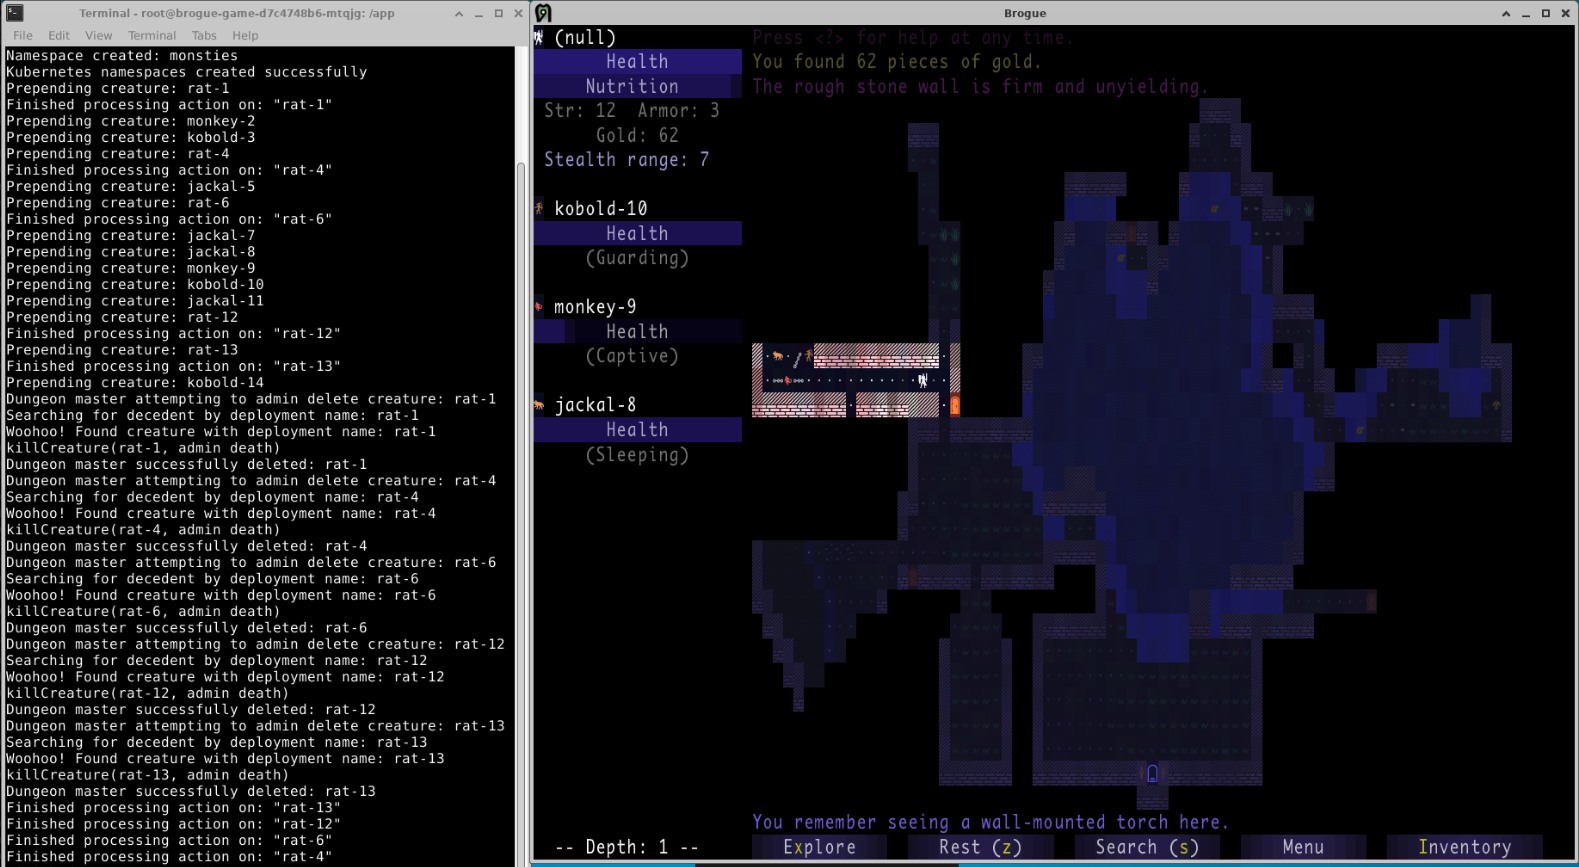 Terminal - root@brogue-game-d7c4748b6-mtqjg: /app
File Edit View Terminal Tabs Help
Namespace created: monsties
Kubernetes namespaces created successfully
Prepending creature: rat-1
Finished processing action on: "rat-1"
Prepending creature: monkey-2
Prepending creature: kobold-3
Prepending creature: rat-4
Finished processing action on: "rat-4"
Prepending creature: jackal-5
Prepending creature: rat-6
Finished processing action on: "rat-6"
Prepending creature: jackal-7
Prepending creature: jackal-8
Prepending creature: monkey-9
Prepending creature: kobold-10
Prepending creature: jackal-11
Prepending creature: rat-12
Finished processing action on: "rat-12"
Prepending creature: rat-13
Finished processing action on: "rat-13"
Prepending creature: kobold-14
Dungeon master attempting to admin delete creature: rat-1
Searching for decedent by deployment name: rat-1
Woohoo! Found creature with deployment name: rat-1
killCreature(rat-1, admin death)
Dungeon master successfully deleted: rat-1
Dungeon master attempting to admin delete creature: rat-4
Searching for decedent by deployment name: rat-4
Woohoo! Found creature with deployment name: rat-4
killCreature(rat-4, admin death)
Dungeon master successfully deleted: rat-4
Dungeon master attempting to admin delete creature: rat-6
Searching for decedent by deployment name: rat-6
Woohoo! Found creature with deployment name: rat-6
killCreature(rat-6, admin death)
Dungeon master successfully deleted: rat-6
Dungeon master attempting to admin delete creature: rat-12
Searching for decedent by deployment name: rat-12
Woohoo! Found creature with deployment name: rat-12
killCreature(rat-12, admin death)
Dungeon master successfully deleted: rat-12
Dungeon master attempting to admin delete creature: rat-13
Searching for decedent by deployment name: rat-13
Woohoo! Found creature with deployment name: rat-13
killCreature(rat-13, admin death)
Dungeon master successfully deleted: rat-13
Finished processing action on: "rat-13"
Finished processing action on: "rat-12"
Finished processing action on: "rat-6"
Finished processing action on: "rat-4"
Brogue
(null)
Health
Nutrition
Str: 12 Armor: 3
Gold: 62
Stealth range: 7
kobold-10
Health
(Guarding)
monkey-9
Health
(Captive)
jackal-8
Health
(Sleeping)
-- Depth: 1 --
Press <?> for help at any time.
You found 62 pieces of gold.
The rough stone wall is firm and unyielding.
You remember seeing a wall-mounted torch here.
Explore Rest (z) Search (s) Menu Inventory